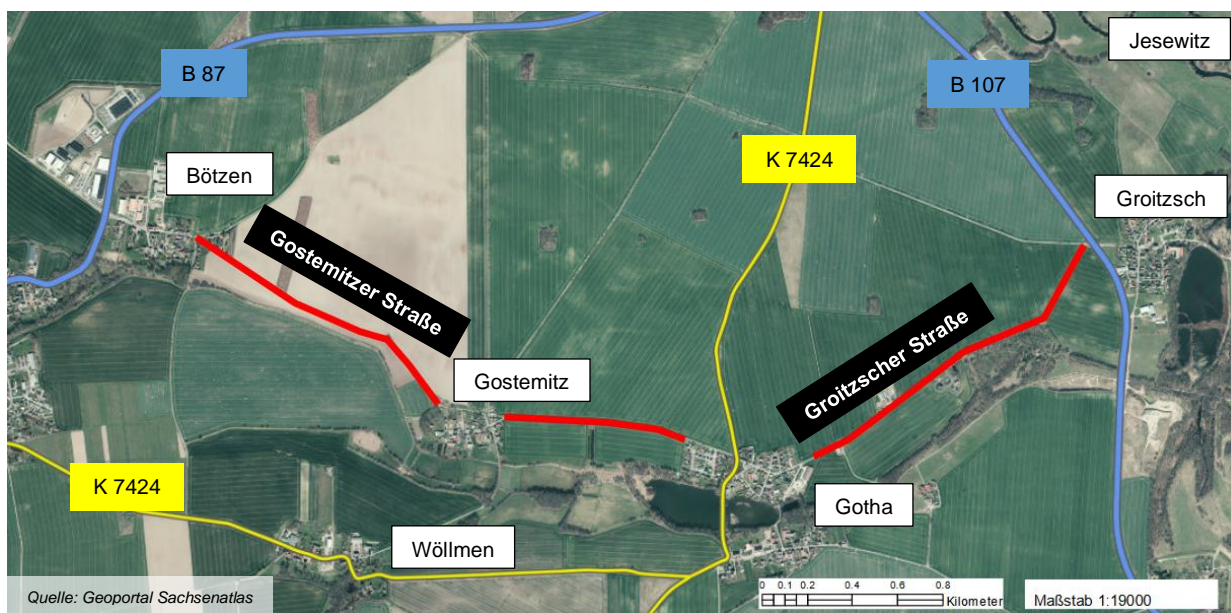 Jesewitz
B 87
B 107
K 7424
Bötzen
Groitzsch
Gostemitzer Straße
Groitzscher Straße
Gostemitz
K 7424
Gotha
Wöllmen
Quelle: Geoportal Sachsenatlas
0 0.1 0.2 0.4 0.6 0.8
Kilometer
Maßstab 1:19000